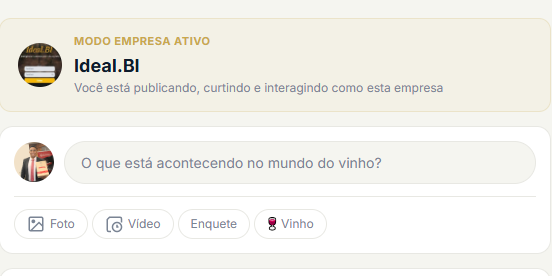 MODO EMPRESA ATIVO
Ideal.BI
Você está publicando, curtindo e interagindo como esta empresa
O que está acontecendo no mundo do vinho?
Foto
Vídeo
Enquete
Vinho